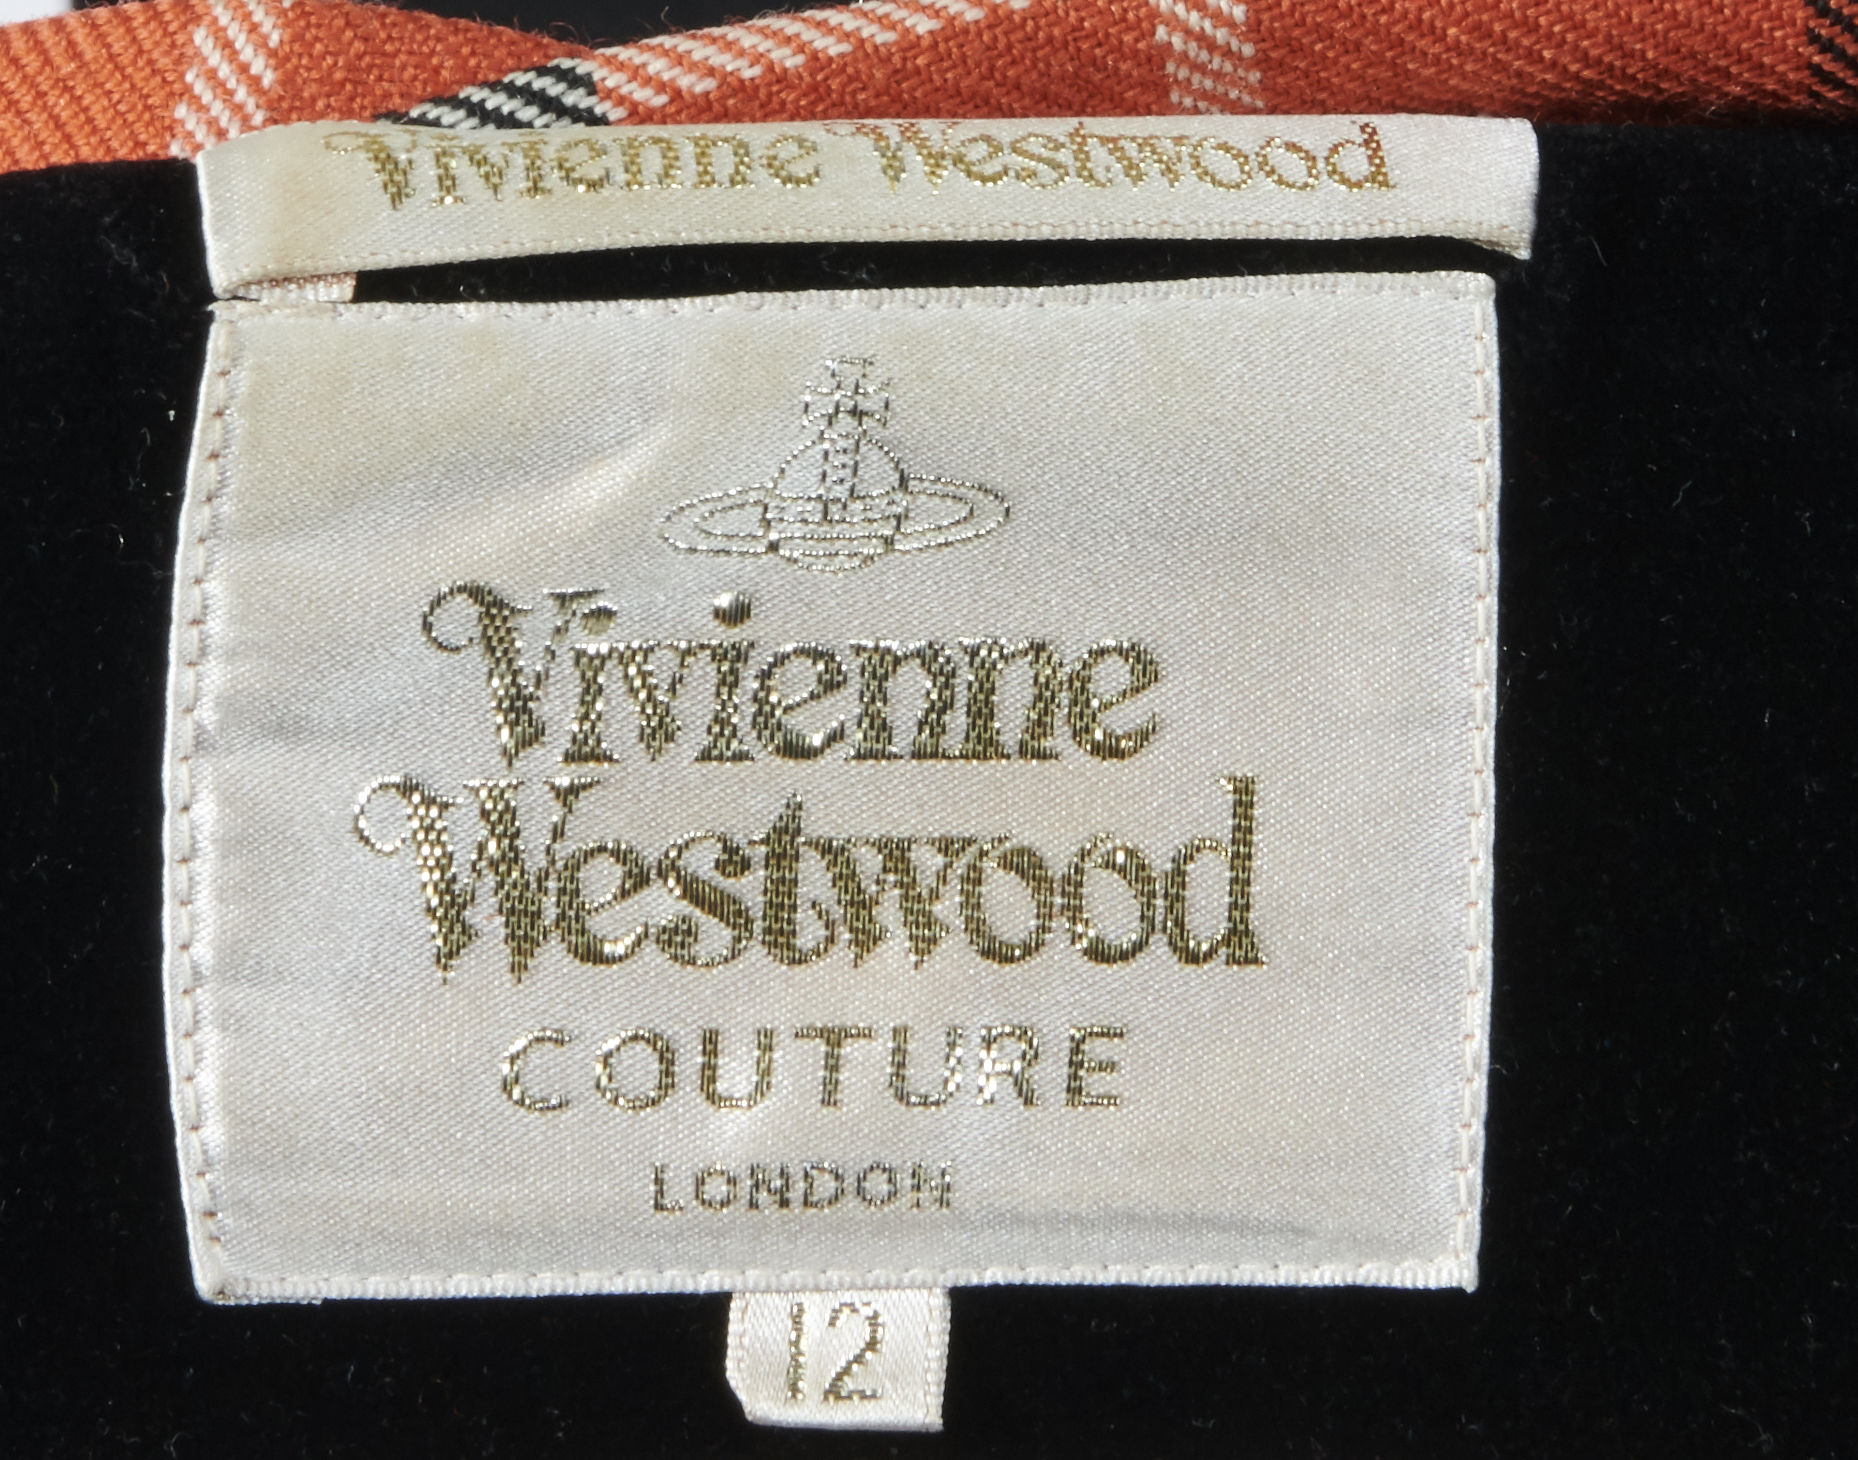 Vivienne Westwood
Vivienne
Westwood
COUTURE
LONDON
12